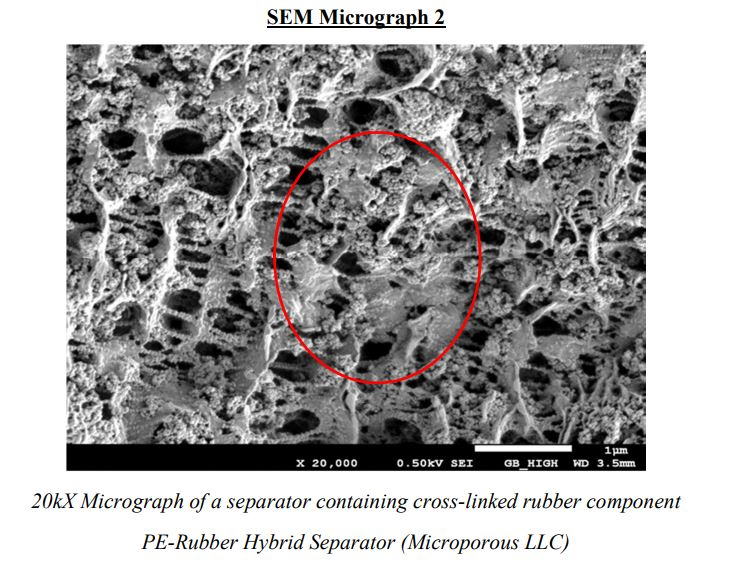 SEM Micrograph 2
1µm
X 20,000 0.50kV SEI GB_HIGH WD 3.5mm
20kX Micrograph of a separator containing cross-linked rubber component
PE-Rubber Hybrid Separator (Microporous LLC)